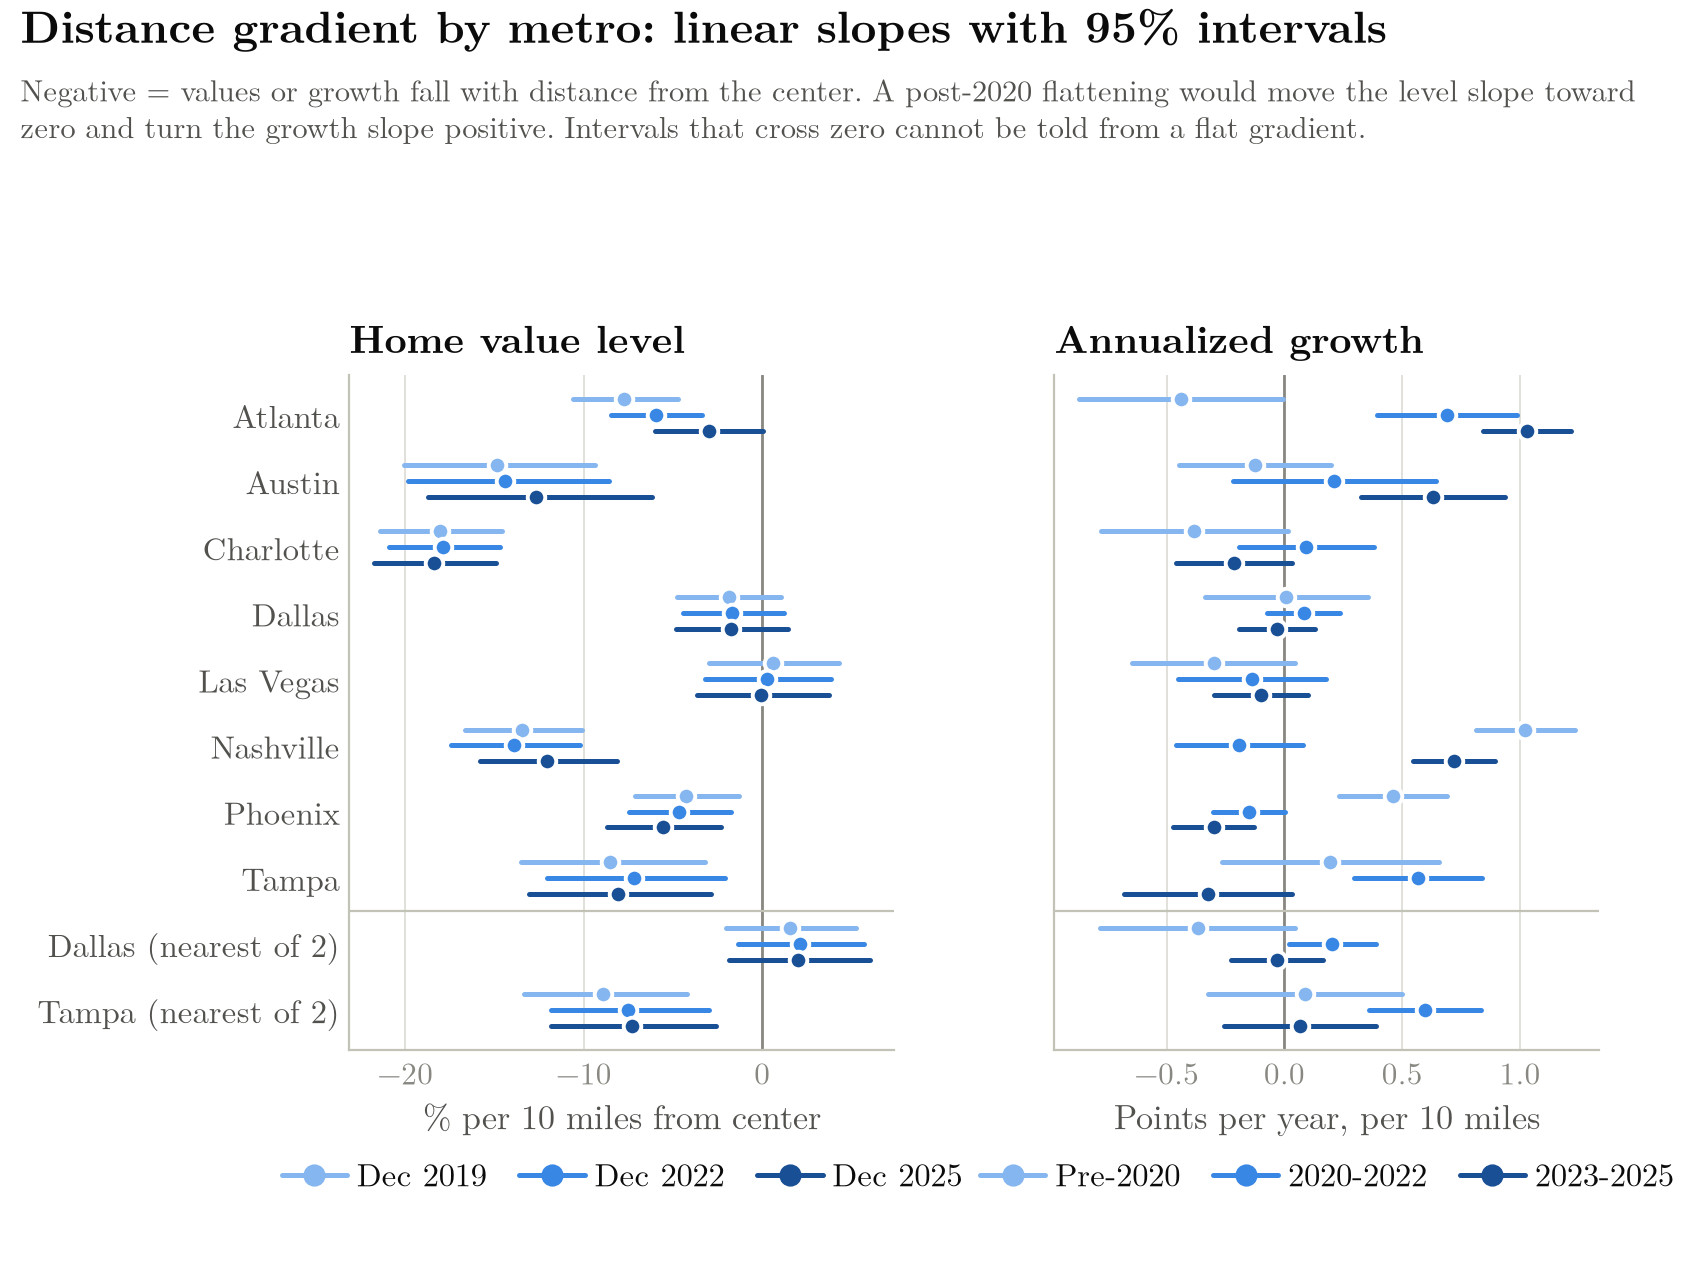 Distance gradient by metro: linear slopes with 95% intervals
Negative = values or growth fall with distance from the center. A post-2020 flattening would move the level slope toward
zero and turn the growth slope positive. Intervals that cross zero cannot be told from a flat gradient.
Home value level
Annualized growth
Atlanta
Austin
Charlotte
Dallas
Las Vegas
Nashville
Phoenix
Tampa
Dallas (nearest of 2)
Tampa (nearest of 2)
−20 −10 0
−0.5 0.0 0.5 1.0
% per 10 miles from center
Points per year, per 10 miles
Dec 2019 Dec 2022 Dec 2025
Pre-2020 2020-2022 2023-2025